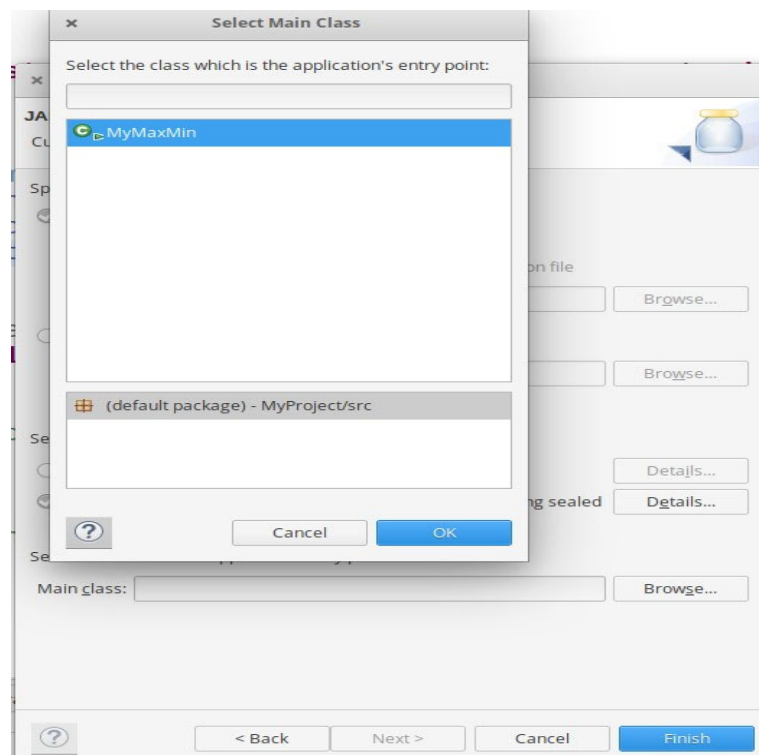 Select Main Class
Select the class which is the application's entry point:
JA
Cu
MyMaxMin
Sp
on file
Browse...
Browse...
(default package) - MyProject/src
Se
Details...
ng sealed
Details...
Cancel
OK
Se
Main class:
Browse...
< Back
Next >
Cancel
Finish